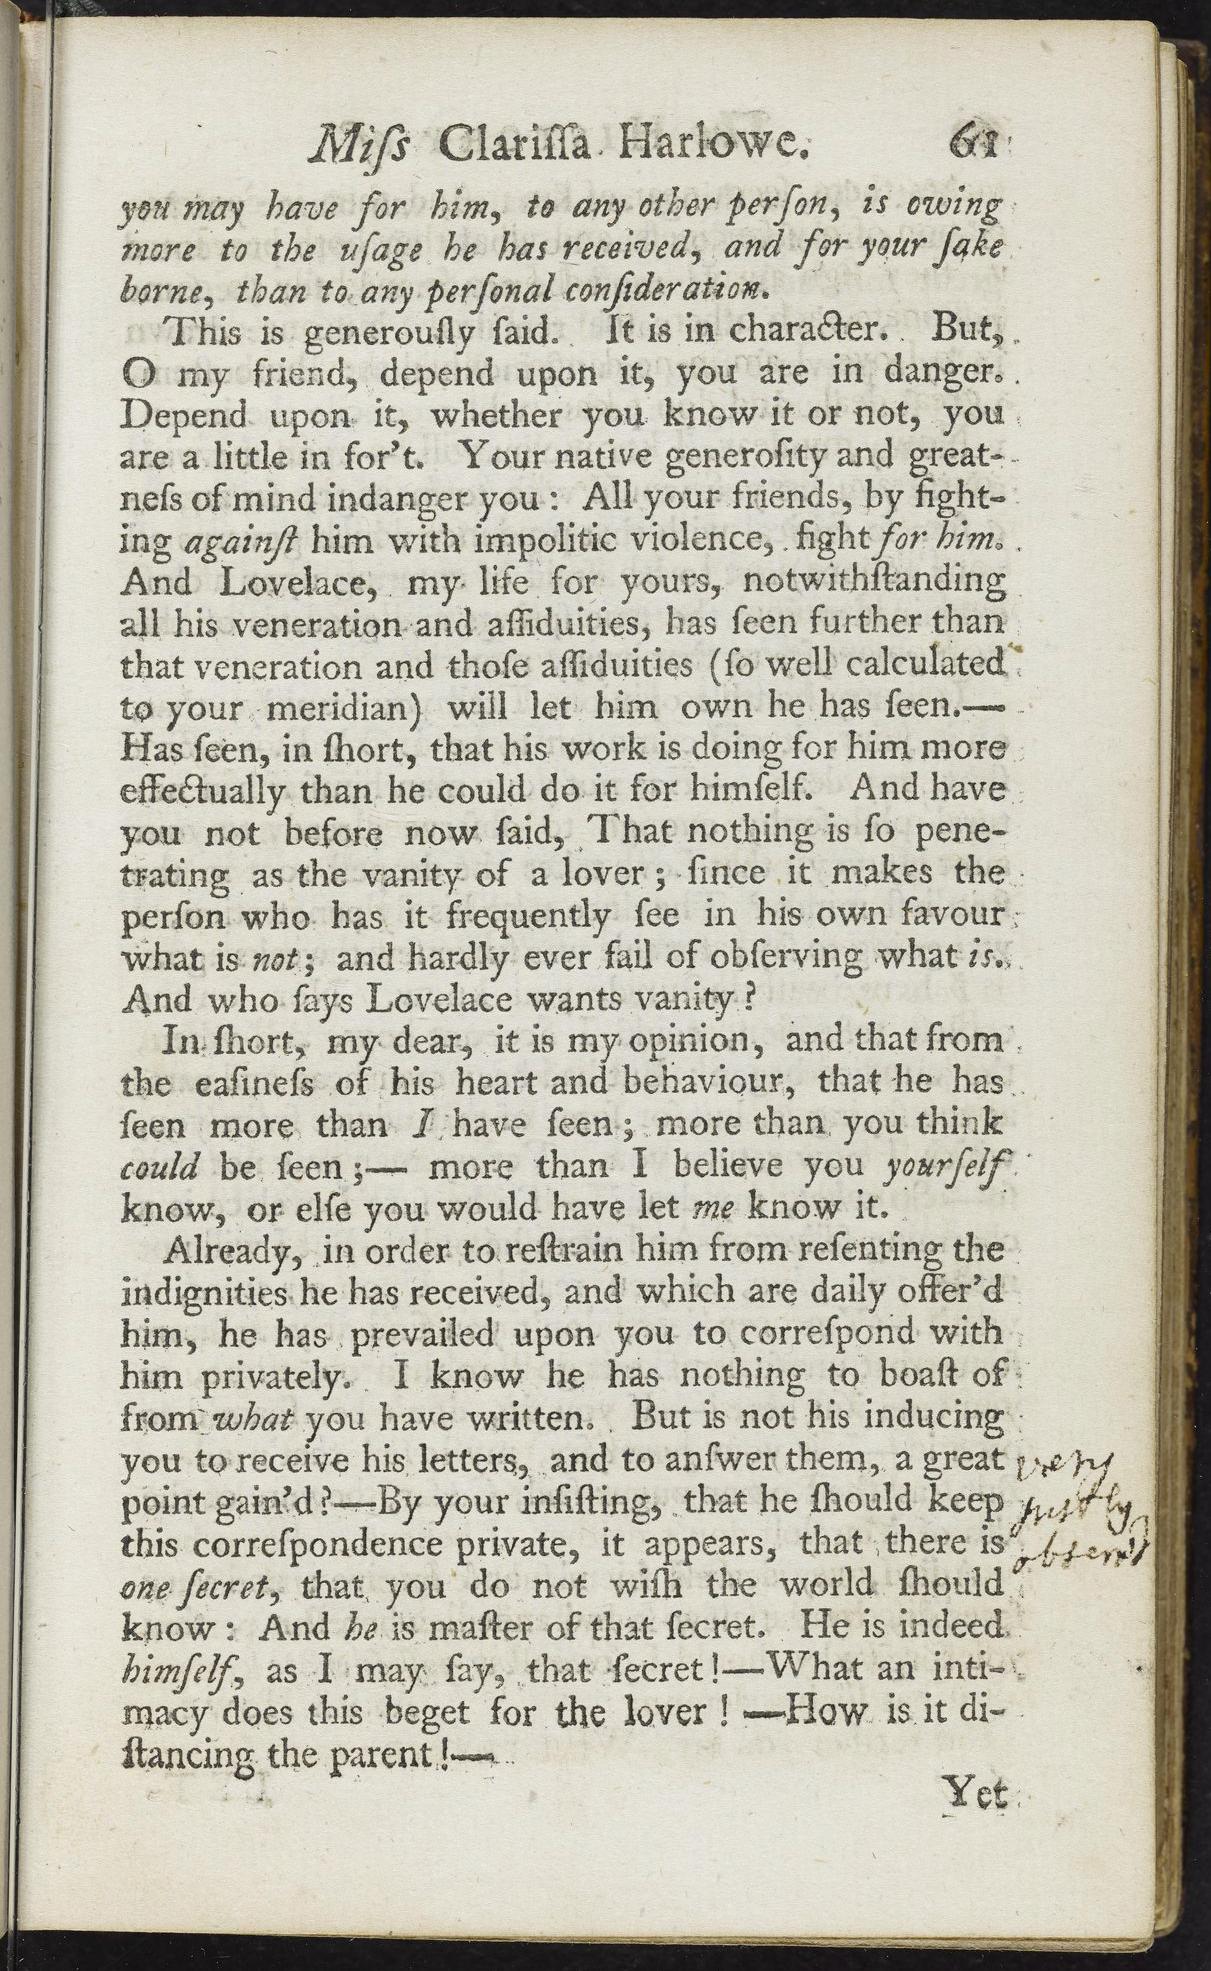 Miſs Clariſſa Harlowe. 61
you may have for him, to any other perſon, is owing
more to the uſage he has received, and for your ſake
borne, than to any perſonal conſideration.
This is generouſly ſaid. It is in character. But,
O my friend, depend upon it, you are in danger.
Depend upon it, whether you know it or not, you
are a little in for't. Your native generoſity and great-
neſs of mind indanger you: All your friends, by fight-
ing againſt him with impolitic violence, fight for him.
And Lovelace, my life for yours, notwithſtanding
all his veneration and aſſiduities, has ſeen further than
that veneration and thoſe aſſiduities (ſo well calculated
to your meridian) will let him own he has ſeen.—
Has ſeen, in ſhort, that his work is doing for him more
effectually than he could do it for himſelf. And have
you not before now ſaid, That nothing is ſo pene-
trating as the vanity of a lover; ſince it makes the
perſon who has it frequently ſee in his own favour
what is not; and hardly ever fail of obſerving what is.
And who ſays Lovelace wants vanity?
In ſhort, my dear, it is my opinion, and that from
the eaſineſs of his heart and behaviour, that he has
ſeen more than I have ſeen; more than you think
could be ſeen;— more than I believe you yourſelf
know, or elſe you would have let me know it.
Already, in order to reſtrain him from reſenting the
indignities he has received, and which are daily offer'd
him, he has prevailed upon you to correſpond with
him privately. I know he has nothing to boaſt of
from what you have written. But is not his inducing
you to receive his letters, and to anſwer them, a great
point gain'd?—By your inſiſting, that he ſhould keep
this correſpondence private, it appears, that there is
one ſecret, that you do not wiſh the world ſhould
know: And he is maſter of that ſecret. He is indeed
himſelf, as I may ſay, that ſecret!—What an inti-
macy does this beget for the lover!—How is it di-
ſtancing the parent!—
Yet
very
justly
observ'd